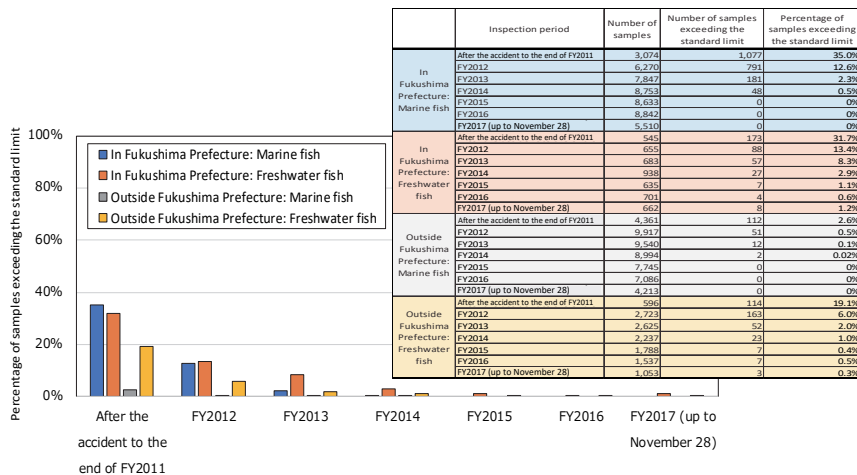 Inspection period Number of samples Number of samples exceeding the standard limit Percentage of samples exceeding the standard limit
In Fukushima Prefecture: Marine fish
After the accident to the end of FY2011 3,074 1,077 35.0%
FY2012 6,270 791 12.6%
FY2013 7,847 181 2.3%
FY2014 8,753 48 0.5%
FY2015 8,633 0 0%
FY2016 8,842 0 0%
FY2017 (up to November 28) 5,510 0 0%
In Fukushima Prefecture: Freshwater fish
After the accident to the end of FY2011 545 173 31.7%
FY2012 655 88 13.4%
FY2013 683 57 8.3%
FY2014 938 27 2.9%
FY2015 635 7 1.1%
FY2016 701 4 0.6%
FY2017 (up to November 28) 662 8 1.2%
Outside Fukushima Prefecture: Marine fish
After the accident to the end of FY2011 4,361 112 2.6%
FY2012 9,917 51 0.5%
FY2013 9,540 12 0.1%
FY2014 8,994 2 0.02%
FY2015 7,745 0 0%
FY2016 7,086 0 0%
FY2017 (up to November 28) 4,213 0 0%
Outside Fukushima Prefecture: Freshwater fish
After the accident to the end of FY2011 596 114 19.1%
FY2012 2,723 163 6.0%
FY2013 2,625 52 2.0%
FY2014 2,237 23 1.0%
FY2015 1,788 7 0.4%
FY2016 1,537 7 0.5%
FY2017 (up to November 28) 1,053 3 0.3%
Percentage of samples exceeding the standard limit
100%
80%
60%
40%
20%
0%
In Fukushima Prefecture: Marine fish
In Fukushima Prefecture: Freshwater fish
Outside Fukushima Prefecture: Marine fish
Outside Fukushima Prefecture: Freshwater fish
After the accident to the end of FY2011
FY2012
FY2013
FY2014
FY2015
FY2016
FY2017 (up to November 28)